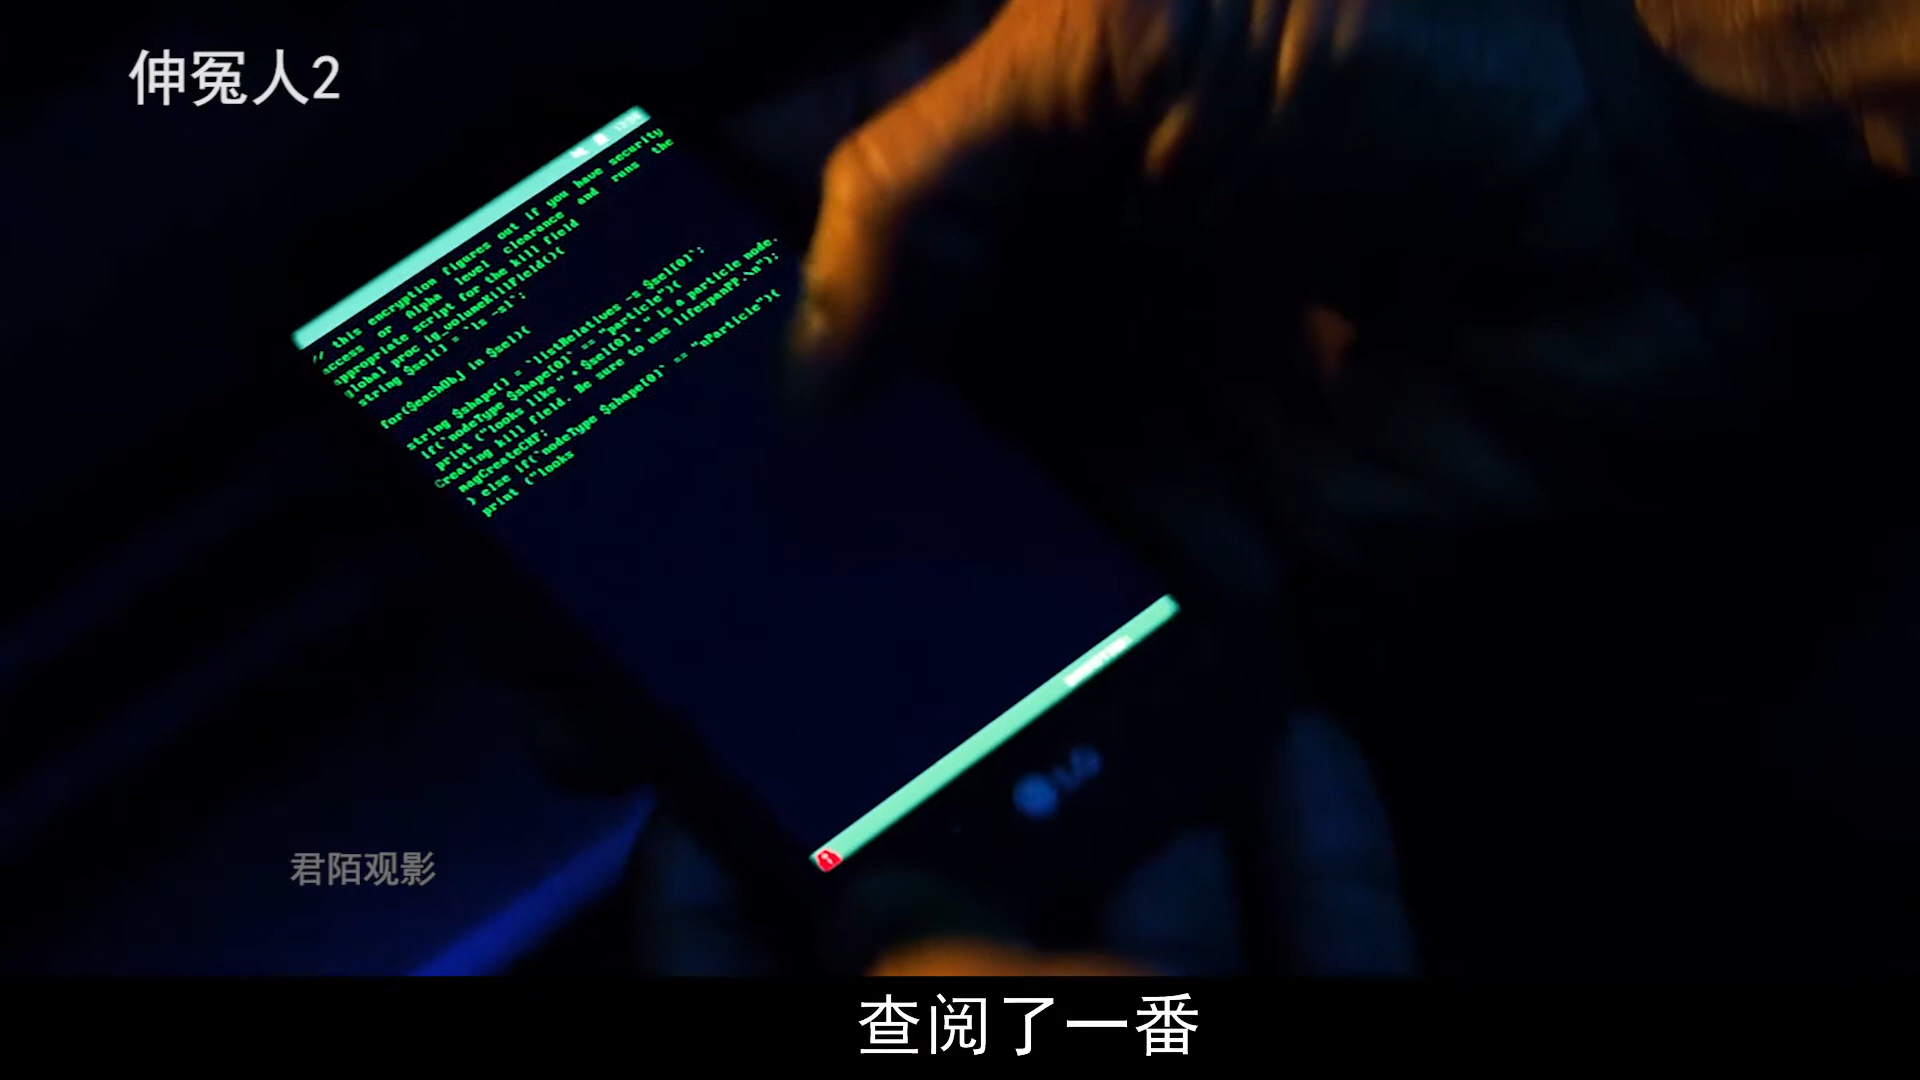 伸冤人2
// this encryption figures out if you have security
access or Alpha level clearance and runs the
appropriate script for the kill field
global proc ig_volumeKillField(){
string $sel[] = `ls -sl`;
for($eachObj in $sel){
string $shape[] = `listRelatives -s $sel[0]`;
if(`nodeType $shape[0]` == "particle"){
print ("looks like " + $sel[0] + " is a particle node.
Creating kill field. Be sure to use lifespanPP.\n");
magCreateCKF;
} else if(`nodeType $shape[0]` == "nParticle"){
print ("looks
LG
君陌观影
查阅了一番